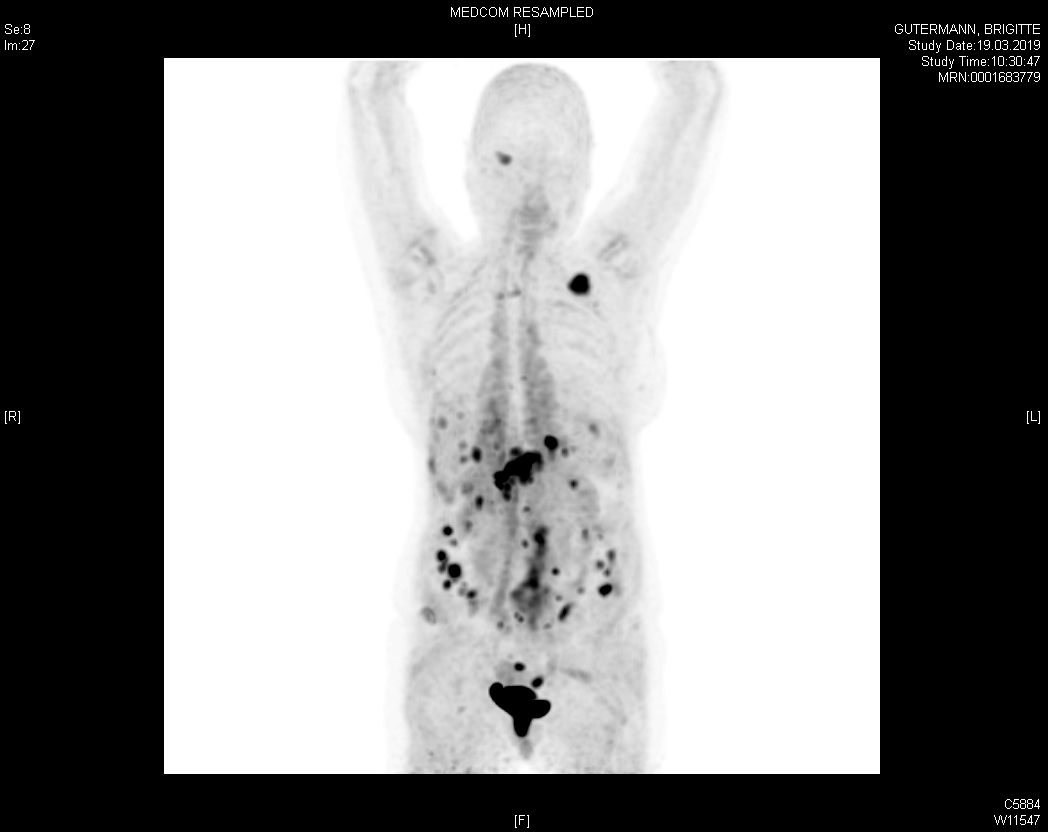 MEDCOM RESAMPLED
[H]
Se:8
Im:27
GUTERMANN, BRIGITTE
Study Date:19.03.2019
Study Time:10:30:47
MRN:0001683779
[R]
[L]
[F]
C5884
W11547